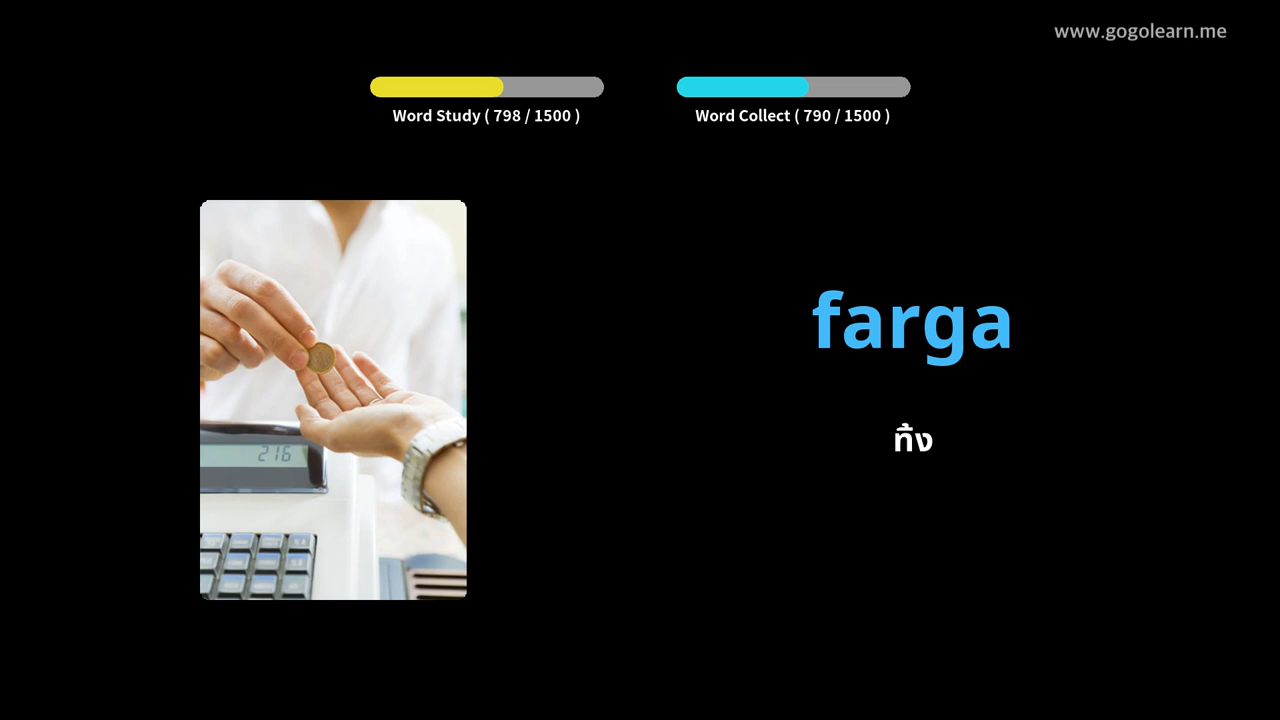 www.gogolearn.me
Word Study ( 798 / 1500 )
Word Collect ( 790 / 1500 )
216
farga
ทิ้ง